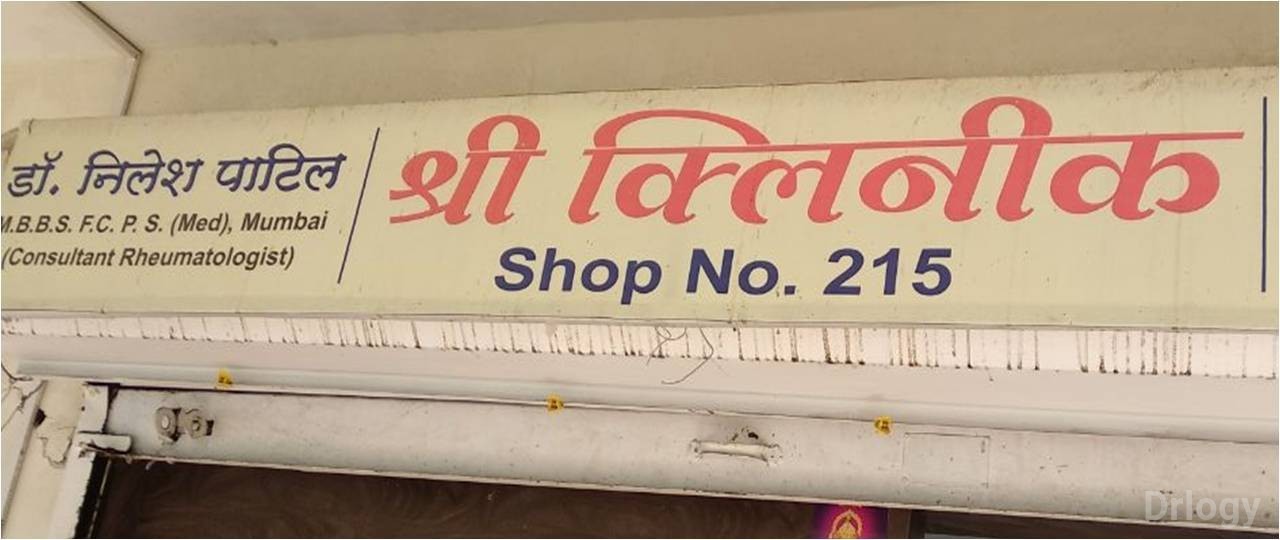 डॉ. निलेश पाटिल
M.B.B.S. F.C. P. S. (Med), Mumbai
(Consultant Rheumatologist)
श्री क्लिनीक
Shop No. 215
Drlogy